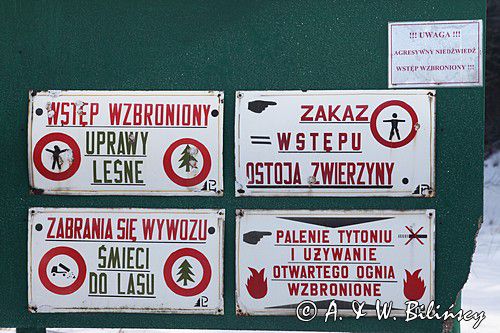 !!! UWAGA !!!
AGRESYWNY NIEDŹWIEDŹ
WSTĘP WZBRONIONY !!!
WSTĘP WZBRONIONY
UPRAWY
LEŚNE
ZAKAZ
= WSTĘPU
OSTOJA ZWIERZYNY
ZABRANIA SIĘ WYWOZU
ŚMIECI
DO LASU
PALENIE TYTONIU
I UŻYWANIE
OTWARTEGO OGNIA
WZBRONIONE
© A. & W. Bilińscy